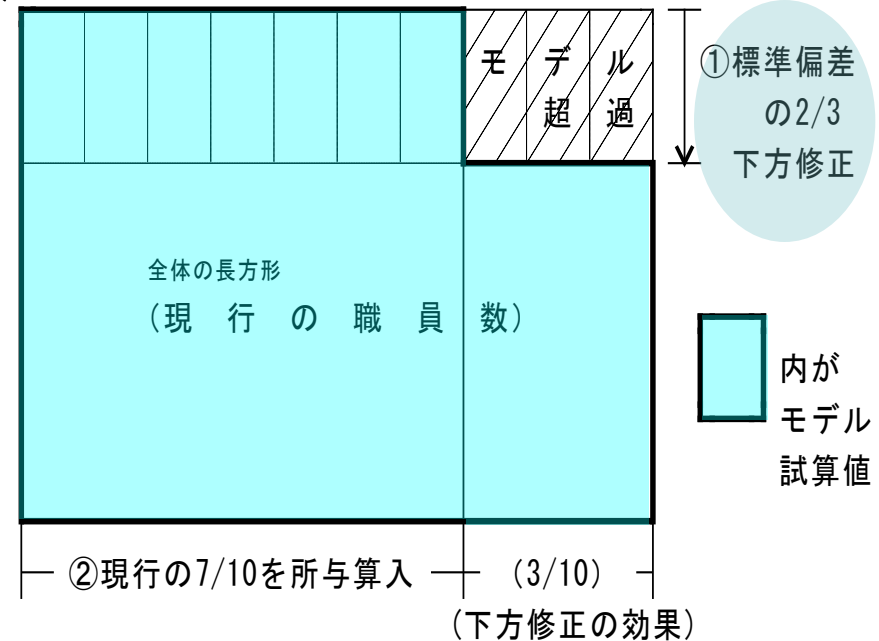 モデル
超過
①標準偏差
の2/3
下方修正
全体の長方形
(現行の職員数)
内が
モデル
試算値
②現行の7/10を所与算入
(3/10)
(下方修正の効果)